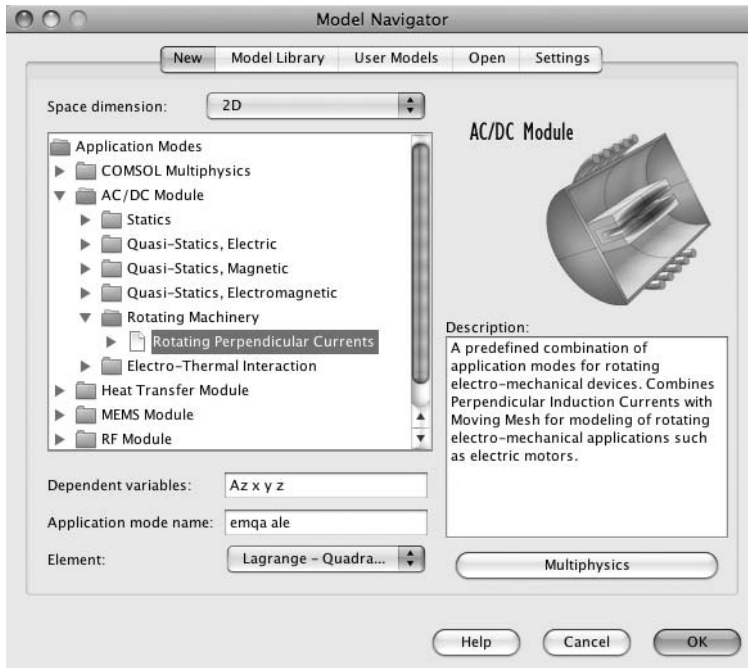 Model Navigator
New Model Library User Models Open Settings
Space dimension: 2D
Application Modes
COMSOL Multiphysics
AC/DC Module
Statics
Quasi-Statics, Electric
Quasi-Statics, Magnetic
Quasi-Statics, Electromagnetic
Rotating Machinery
Rotating Perpendicular Currents
Electro-Thermal Interaction
Heat Transfer Module
MEMS Module
RF Module
Dependent variables: Az x y z
Application mode name: emqa ale
Element: Lagrange - Quadra...
AC/DC Module
Description:
A predefined combination of
application modes for rotating
electro-mechanical devices. Combines
Perpendicular Induction Currents with
Moving Mesh for modeling of rotating
electro-mechanical applications such
as electric motors.
Multiphysics
Help Cancel OK